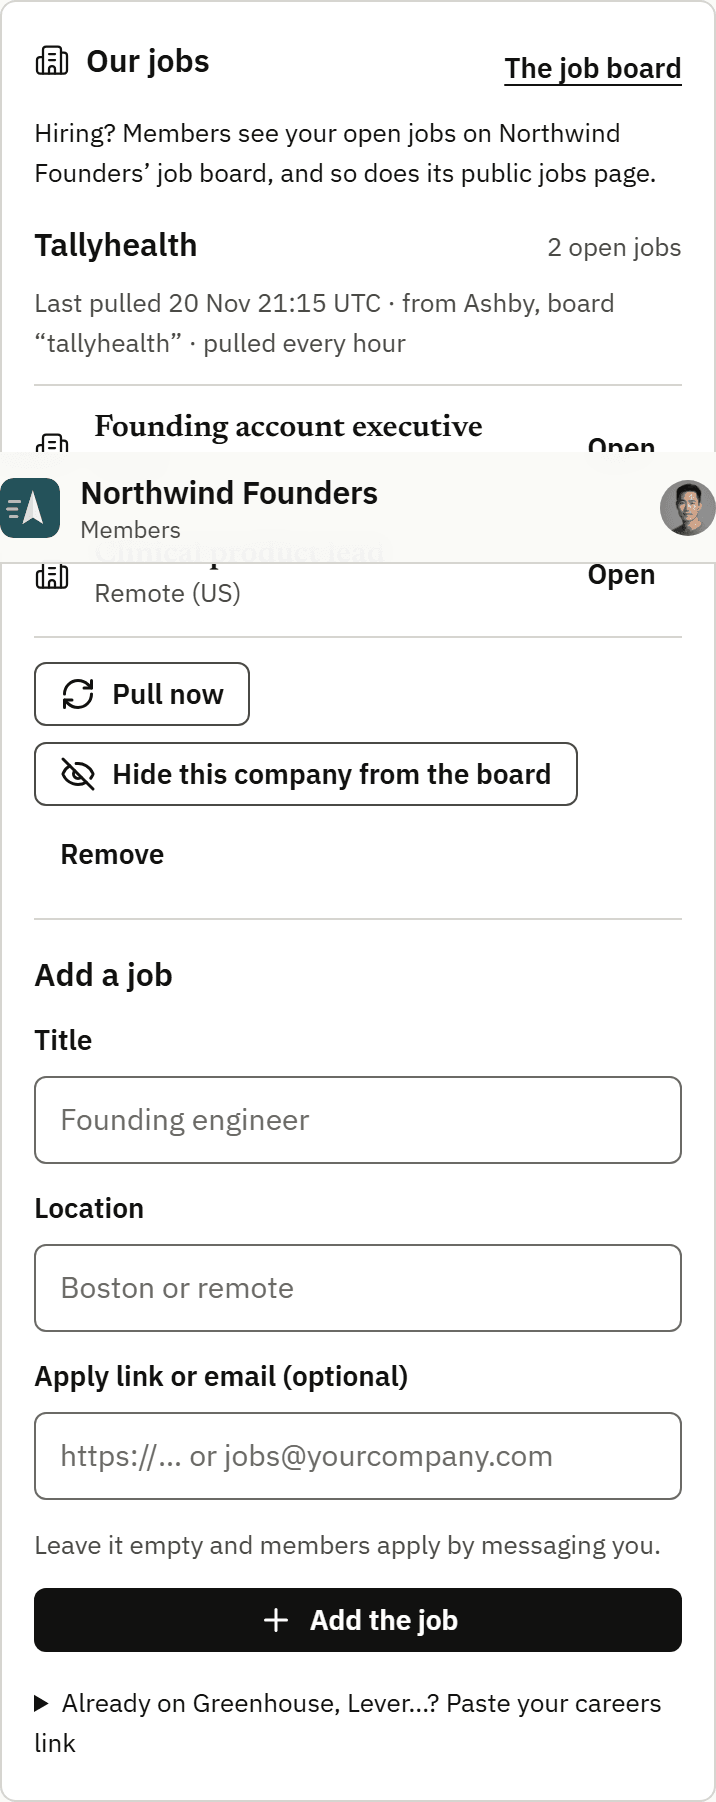 Our jobs
The job board
Hiring? Members see your open jobs on Northwind
Founders’ job board, and so does its public jobs page.
Tallyhealth
2 open jobs
Last pulled 20 Nov 21:15 UTC · from Ashby, board
“tallyhealth” · pulled every hour
Founding account executive
Open
Northwind Founders
Members
Clinical product lead
Remote (US)
Open
Pull now
Hide this company from the board
Remove
Add a job
Title
Founding engineer
Location
Boston or remote
Apply link or email (optional)
https://... or jobs@yourcompany.com
Leave it empty and members apply by messaging you.
Add the job
Already on Greenhouse, Lever...? Paste your careers
link